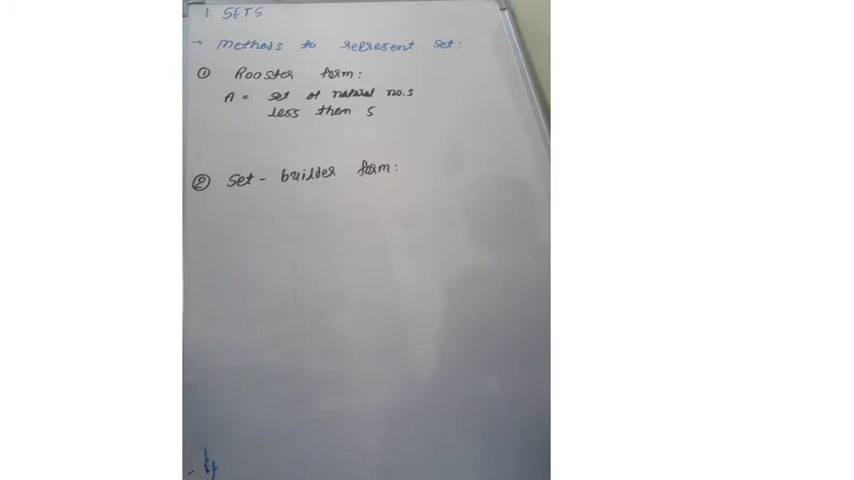 1. SETS
→ Methods to represent set:
① Rooster form:
A = set of natural no.s
less them 5
② Set - builder form: